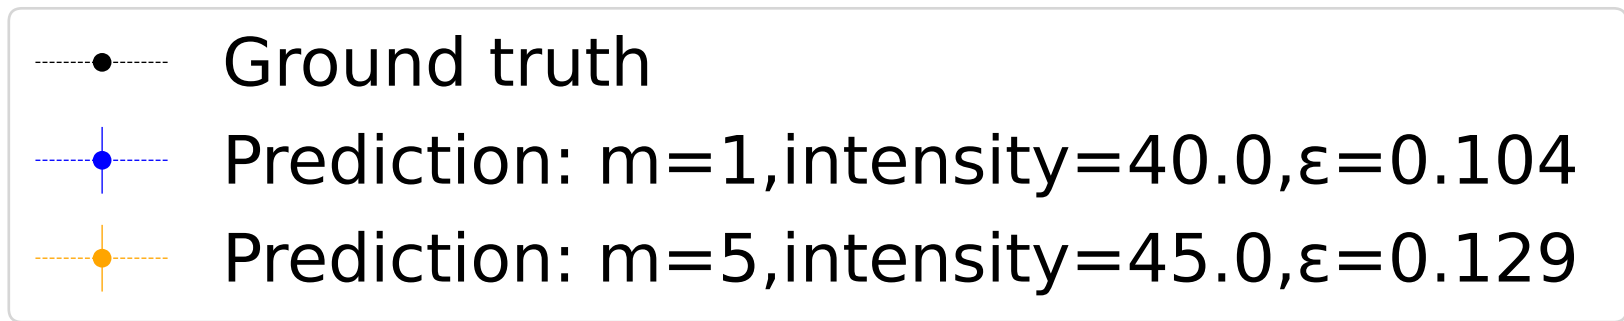 Ground truth
Prediction: m=1,intensity=40.0,ε=0.104
Prediction: m=5,intensity=45.0,ε=0.129